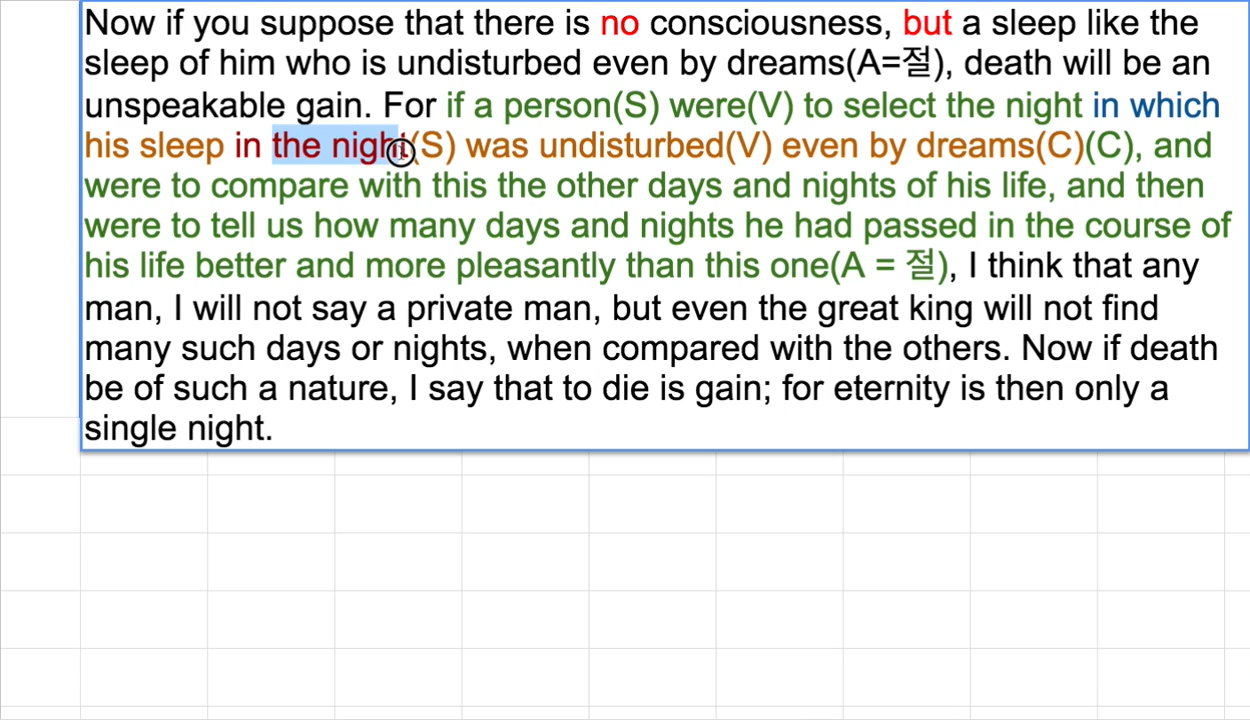 Now if you suppose that there is no consciousness, but a sleep like the
sleep of him who is undisturbed even by dreams(A=절), death will be an
unspeakable gain. For if a person(S) were(V) to select the night in which
his sleep in the night(S) was undisturbed(V) even by dreams(C)(C), and
were to compare with this the other days and nights of his life, and then
were to tell us how many days and nights he had passed in the course of
his life better and more pleasantly than this one(A = 절), I think that any
man, I will not say a private man, but even the great king will not find
many such days or nights, when compared with the others. Now if death
be of such a nature, I say that to die is gain; for eternity is then only a
single night.